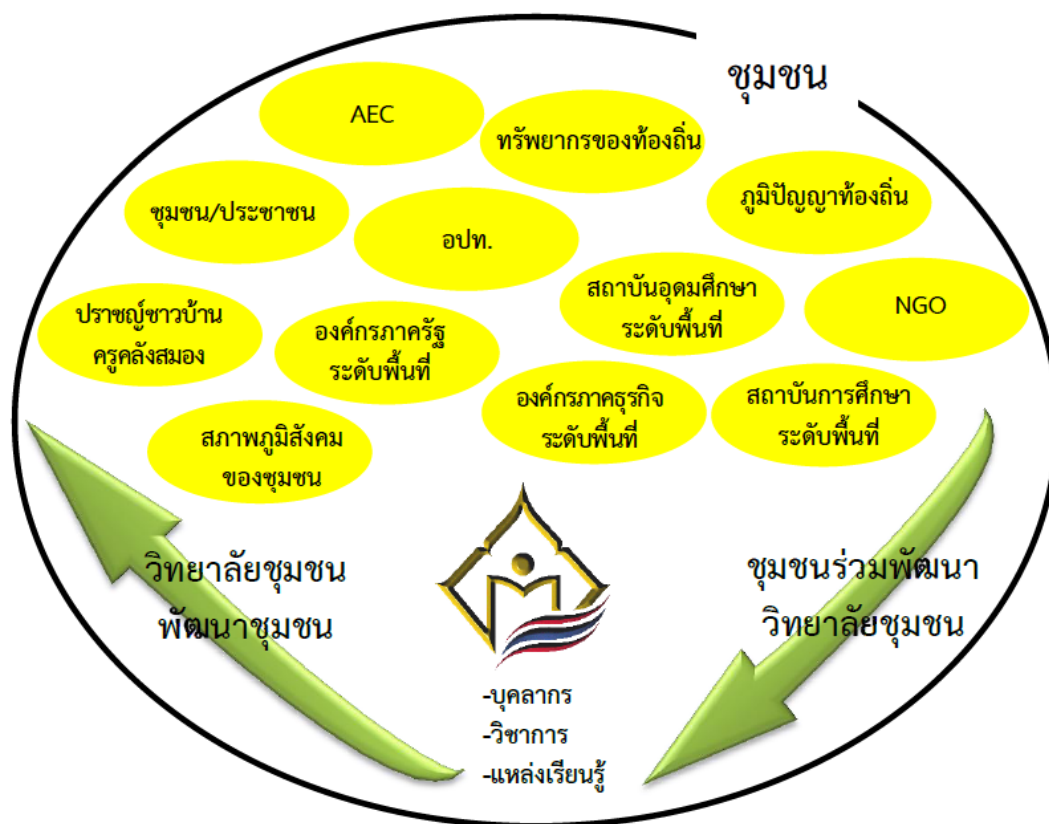 ชุมชน
AEC
ทรัพยากรของท้องถิ่น
ชุมชน/ประชาชน
อปท.
ภูมิปัญญาท้องถิ่น
ปราชญ์ชาวบ้าน
ครูคลังสมอง
องค์กรภาครัฐ
ระดับพื้นที่
สถาบันอุดมศึกษา
ระดับพื้นที่
NGO
สภาพภูมิสังคม
ของชุมชน
องค์กรภาคธุรกิจ
ระดับพื้นที่
สถาบันการศึกษา
ระดับพื้นที่
วิทยาลัยชุมชน
พัฒนาชุมชน
ชุมชนร่วมพัฒนา
วิทยาลัยชุมชน
-บุคลากร
-วิชาการ
-แหล่งเรียนรู้